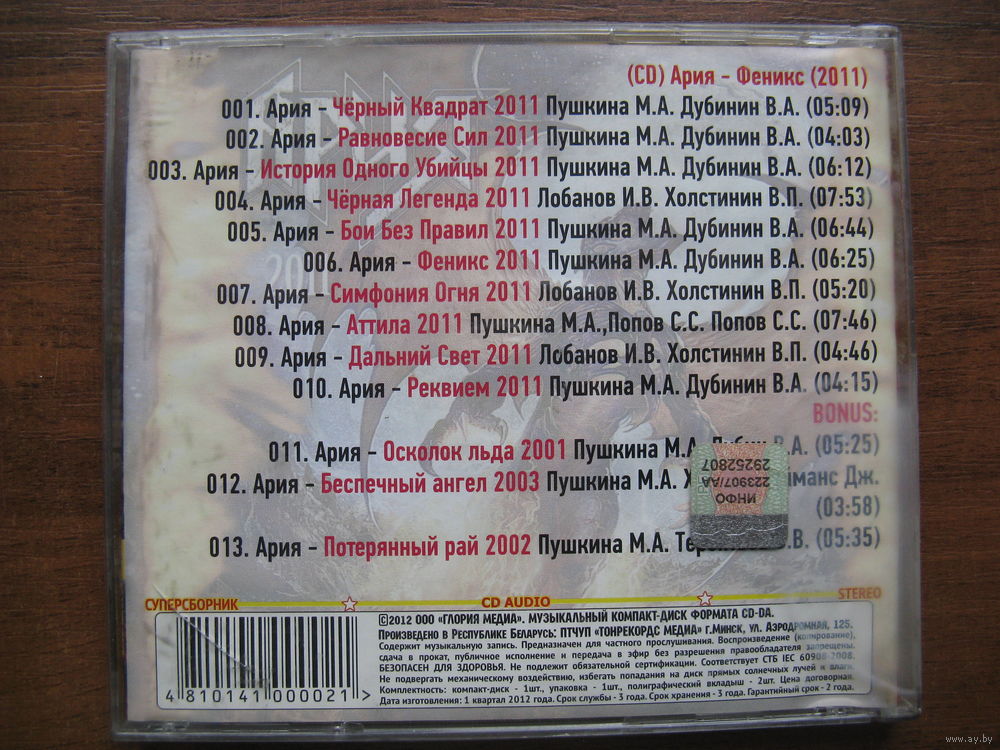 (CD) Ария - Феникс (2011)
001. Ария - Чёрный Квадрат 2011 Пушкина М.А. Дубинин В.А. (05:09)
002. Ария - Равновесие Сил 2011 Пушкина М.А. Дубинин В.А. (04:03)
003. Ария - История Одного Убийцы 2011 Пушкина М.А. Дубинин В.А. (06:12)
004. Ария - Чёрная Легенда 2011 Лобанов И.В. Холстинин В.П. (07:53)
005. Ария - Бои Без Правил 2011 Пушкина М.А. Дубинин В.А. (06:44)
006. Ария - Феникс 2011 Пушкина М.А. Дубинин В.А. (06:25)
007. Ария - Симфония Огня 2011 Лобанов И.В. Холстинин В.П. (05:20)
008. Ария - Аттила 2011 Пушкина М.А.,Попов С.С. Попов С.С. (07:46)
009. Ария - Дальний Свет 2011 Лобанов И.В. Холстинин В.П. (04:46)
010. Ария - Реквием 2011 Пушкина М.А. Дубинин В.А. (04:15)
BONUS:
011. Ария - Осколок льда 2001 Пушкина М.А. .А. (05:25)
012. Ария - Беспечный ангел 2003 Пушкина М.А. Дж.
(03:58)
013. Ария - Потерянный рай 2002 Пушкина М.А. .В. (05:35)
ИНФО
223907/АА
29252807
СУПЕРСБОРНИК CD AUDIO STEREO
©2012 ООО "ГЛОРИЯ МЕДИА". МУЗЫКАЛЬНЫЙ КОМПАКТ-ДИСК ФОРМАТА CD-DA.
ПРОИЗВЕДЕНО В РЕСПУБЛИКЕ БЕЛАРУСЬ: ПТЧУП "ТОНРЕКОРДС МЕДИА" г.МИНСК, УЛ. АЭРОДРОМНАЯ, 125.
Содержит музыкальную запись. Предназначен для частного прослушивания. Воспроизведение (копирование),
сдача в прокат, публичное исполнение и передача в эфир без разрешения правообладателя запрещены.
БЕЗОПАСЕН ДЛЯ ЗДОРОВЬЯ. Не подлежит обязательной сертификации. Соответствует СТБ IEC 60908-2008.
Не подвергать механическому воздействию, избегать попадания на диск прямых солнечных лучей и влаги.
Комплектность: компакт-диск - 1шт., упаковка - 1шт., полиграфический вкладыш - 2шт. Цена договорная.
Дата изготовления: 1 квартал 2012 года. Срок службы - 3 года. Срок хранения - 3 года. Гарантийный срок - 2 года.
4 810141 000021 >
www.ay.by